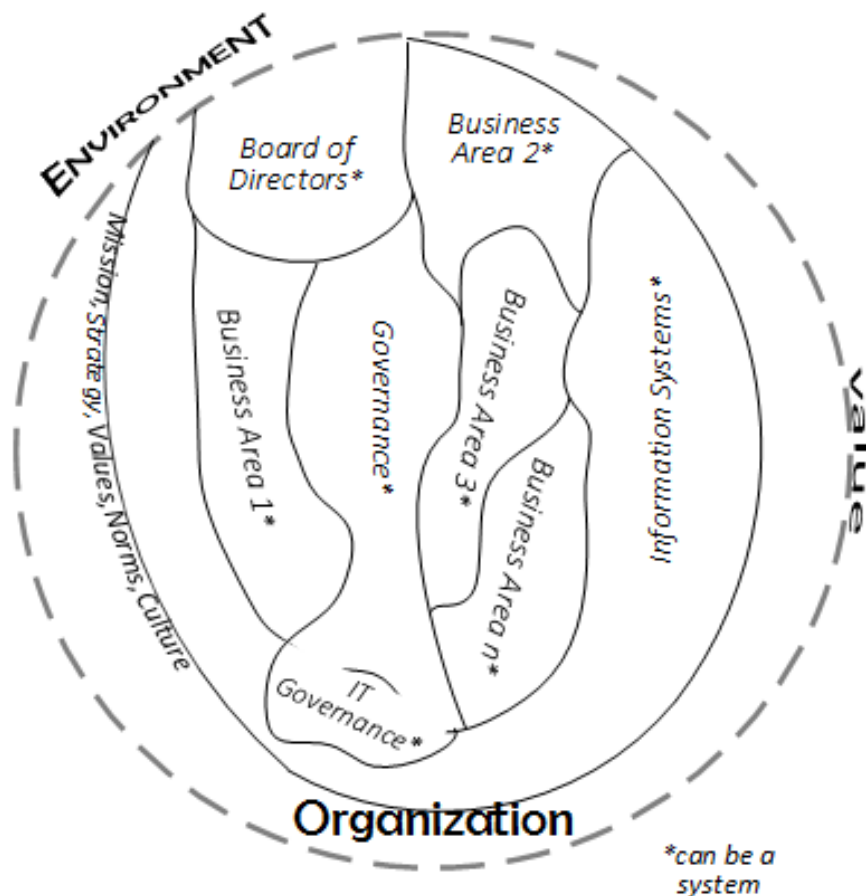 ENVIRONMENT
Board of
Directors*
Business
Area 2*
Mission, Strategy, Values, Norms, Culture
Business Area 1*
Governance*
Business Area 3*
Business Area n*
Information Systems*
value
IT
Governance*
Organization
*can be a
system